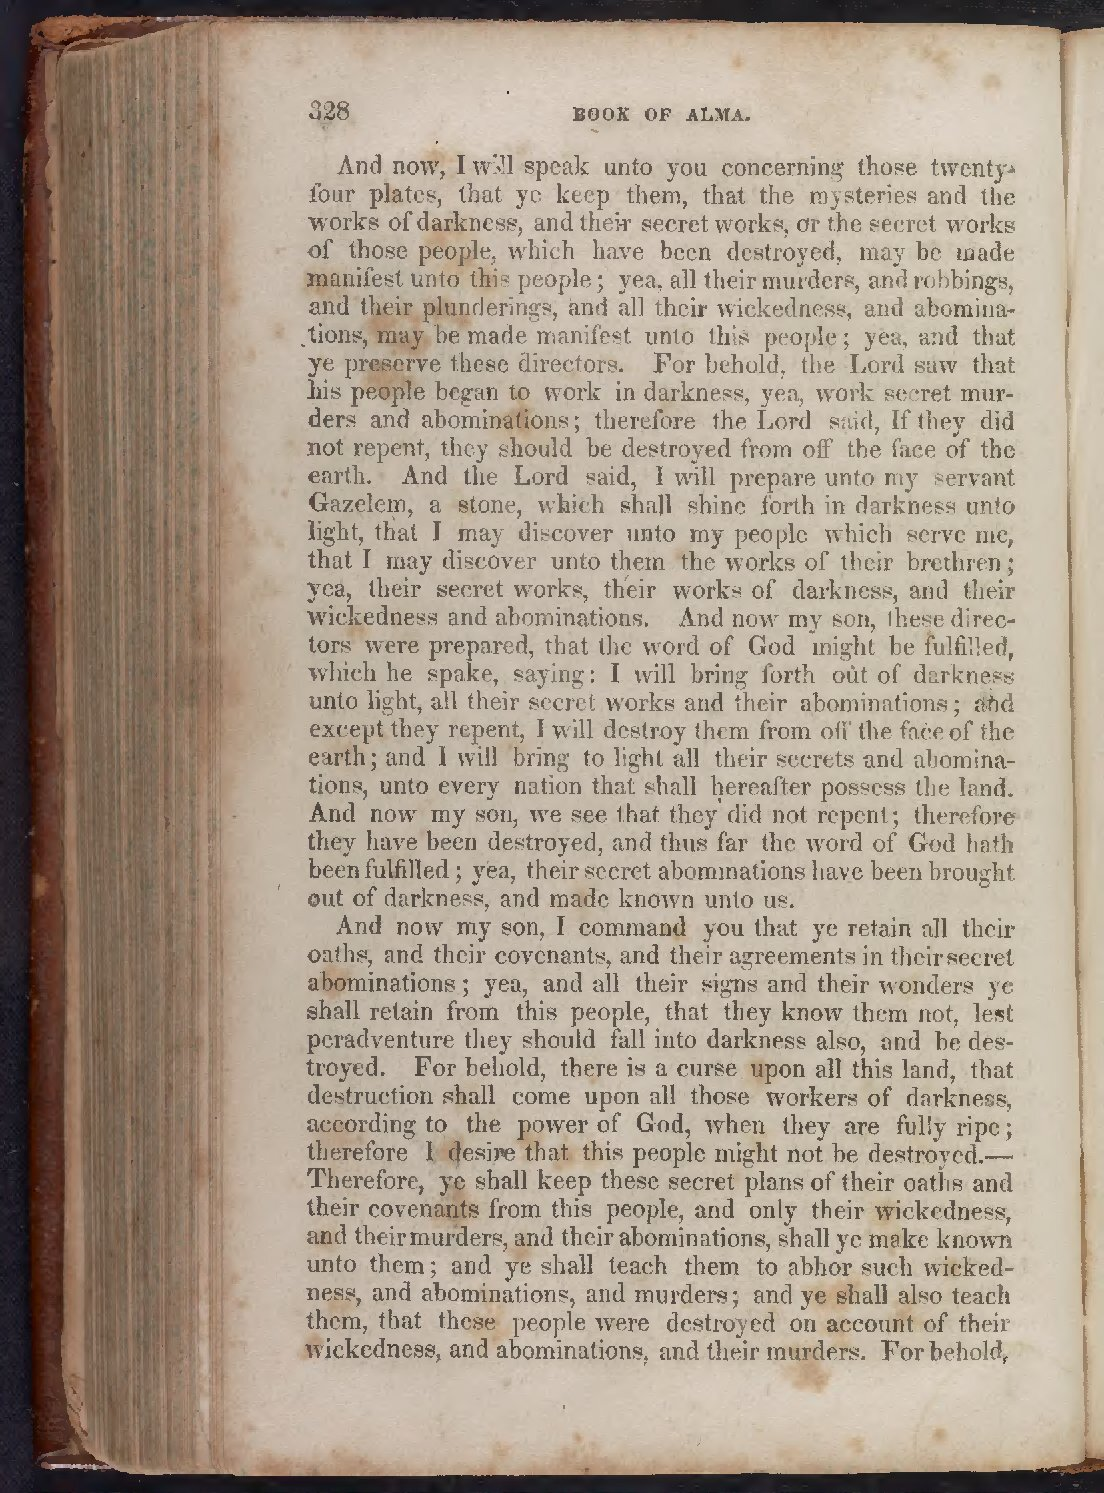 328 BOOK OF ALMA.
And now, I will speak unto you concerning those twenty-
four plates, that ye keep them, that the mysteries and the
works of darkness, and their secret works, or the secret works
of those people, which have been destroyed, may be made
manifest unto this people; yea, all their murders, and robbings,
and their plunderings, and all their wickedness, and abomina-
tions, may be made manifest unto this people; yea, and that
ye preserve these directors. For behold, the Lord saw that
his people began to work in darkness, yea, work secret mur-
ders and abominations; therefore the Lord said, If they did
not repent, they should be destroyed from off the face of the
earth. And the Lord said, I will prepare unto my servant
Gazelem, a stone, which shall shine forth in darkness unto
light, that I may discover unto my people which serve me,
that I may discover unto them the works of their brethren;
yea, their secret works, their works of darkness, and their
wickedness and abominations. And now my son, these direc-
tors were prepared, that the word of God might be fulfilled,
which he spake, saying: I will bring forth out of darkness
unto light, all their secret works and their abominations; and
except they repent, I will destroy them from off the face of the
earth; and I will bring to light all their secrets and abomina-
tions, unto every nation that shall hereafter possess the land.
And now my son, we see that they did not repent; therefore
they have been destroyed, and thus far the word of God hath
been fulfilled; yea, their secret abominations have been brought
out of darkness, and made known unto us.
And now my son, I command you that ye retain all their
oaths, and their covenants, and their agreements in their secret
abominations; yea, and all their signs and their wonders ye
shall retain from this people, that they know them not, lest
peradventure they should fall into darkness also, and be des-
troyed. For behold, there is a curse upon all this land, that
destruction shall come upon all those workers of darkness,
according to the power of God, when they are fully ripe;
therefore I desire that this people might not be destroyed.—
Therefore, ye shall keep these secret plans of their oaths and
their covenants from this people, and only their wickedness,
and their murders, and their abominations, shall ye make known
unto them; and ye shall teach them to abhor such wicked-
ness, and abominations, and murders; and ye shall also teach
them, that these people were destroyed on account of their
wickedness, and abominations, and their murders. For behold,